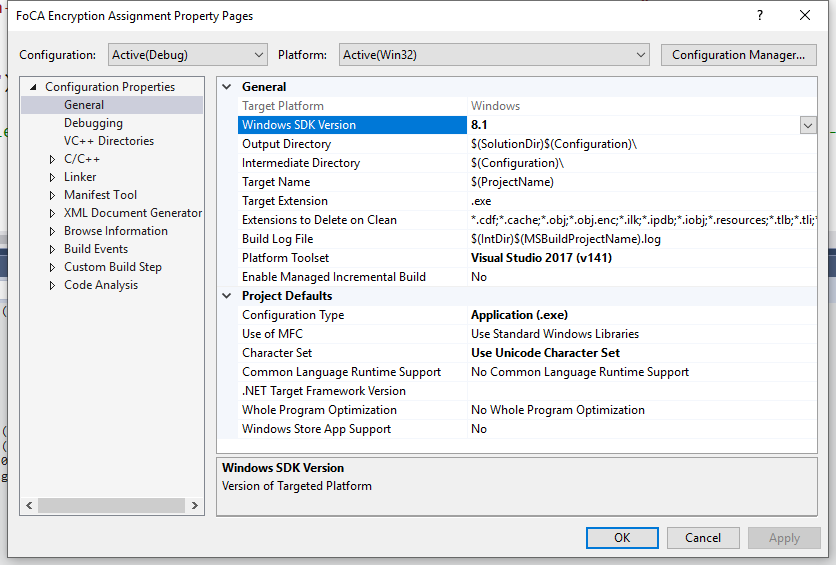 FoCA Encryption Assignment Property Pages
?
Configuration: Active(Debug) Platform: Active(Win32) Configuration Manager...
Configuration Properties
General
Debugging
VC++ Directories
C/C++
Linker
Manifest Tool
XML Document Generator
Browse Information
Build Events
Custom Build Step
Code Analysis
General
Target Platform Windows
Windows SDK Version 8.1
Output Directory $(SolutionDir)$(Configuration)\
Intermediate Directory $(Configuration)\
Target Name $(ProjectName)
Target Extension .exe
Extensions to Delete on Clean *.cdf;*.cache;*.obj;*.obj.enc;*.ilk;*.ipdb;*.iobj;*.resources;*.tlb;*.tli;*
Build Log File $(IntDir)$(MSBuildProjectName).log
Platform Toolset Visual Studio 2017 (v141)
Enable Managed Incremental Build No
Project Defaults
Configuration Type Application (.exe)
Use of MFC Use Standard Windows Libraries
Character Set Use Unicode Character Set
Common Language Runtime Support No Common Language Runtime Support
.NET Target Framework Version
Whole Program Optimization No Whole Program Optimization
Windows Store App Support No
Windows SDK Version
Version of Targeted Platform
OK Cancel Apply